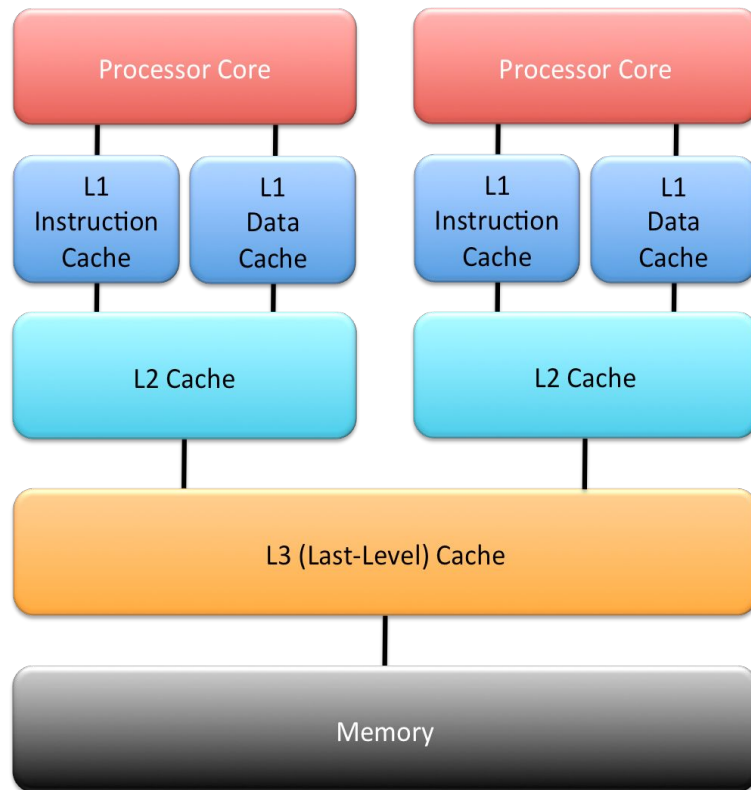 Processor Core
Processor Core
L1
Instruction
Cache
L1
Data
Cache
L1
Instruction
Cache
L1
Data
Cache
L2 Cache
L2 Cache
L3 (Last-Level) Cache
Memory